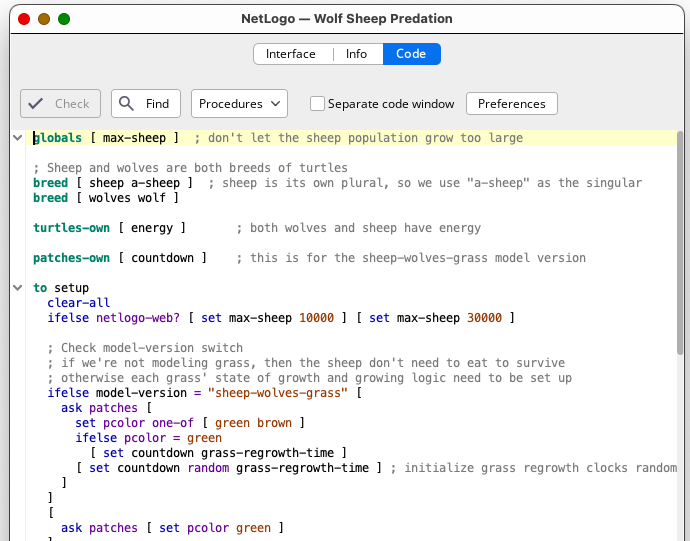 NetLogo — Wolf Sheep Predation
Interface Info Code
Check Find Procedures Separate code window Preferences
globals [ max-sheep ]  ; don't let the sheep population grow too large
; Sheep and wolves are both breeds of turtles
breed [ sheep a-sheep ]  ; sheep is its own plural, so we use "a-sheep" as the singular
breed [ wolves wolf ]
turtles-own [ energy ]       ; both wolves and sheep have energy
patches-own [ countdown ]    ; this is for the sheep-wolves-grass model version
to setup
  clear-all
  ifelse netlogo-web? [ set max-sheep 10000 ] [ set max-sheep 30000 ]
  ; Check model-version switch
  ; if we're not modeling grass, then the sheep don't need to eat to survive
  ; otherwise each grass' state of growth and growing logic need to be set up
  ifelse model-version = "sheep-wolves-grass" [
    ask patches [
      set pcolor one-of [ green brown ]
      ifelse pcolor = green
        [ set countdown grass-regrowth-time ]
      [ set countdown random grass-regrowth-time ] ; initialize grass regrowth clocks random
    ]
  ]
  [
    ask patches [ set pcolor green ]